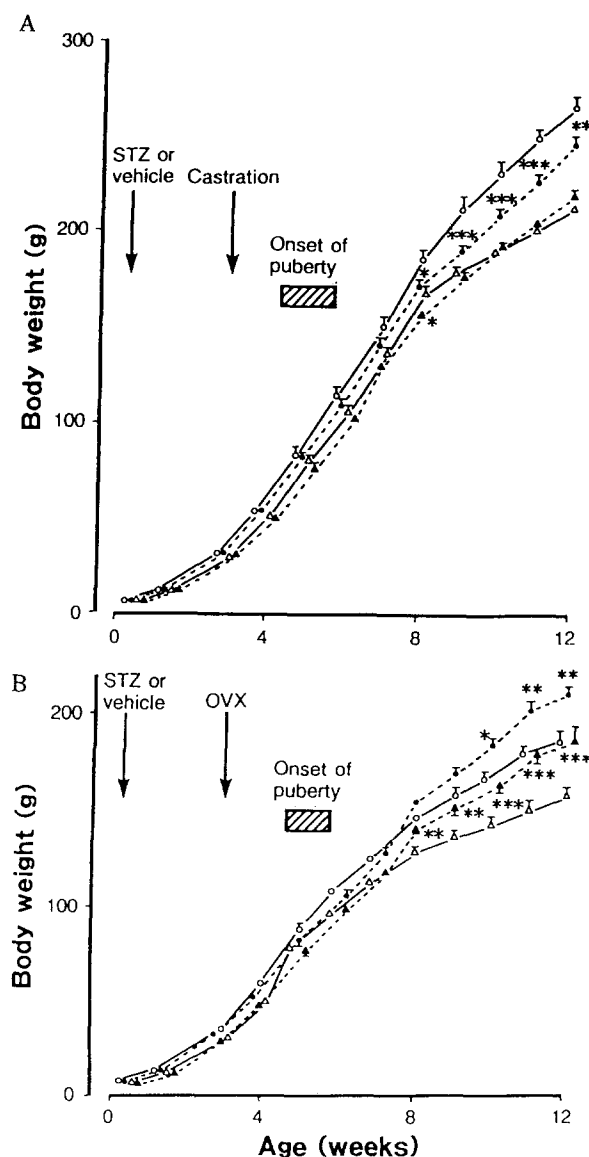 A
300
200
100
0
Body weight (g)
STZ or
vehicle
Castration
Onset of
puberty
*
*
***
***
***
**
0
4
8
12
B
200
100
0
Body weight (g)
STZ or
vehicle
OVX
Onset of
puberty
*
**
**
**
**
***
***
***
0
4
8
12
Age (weeks)